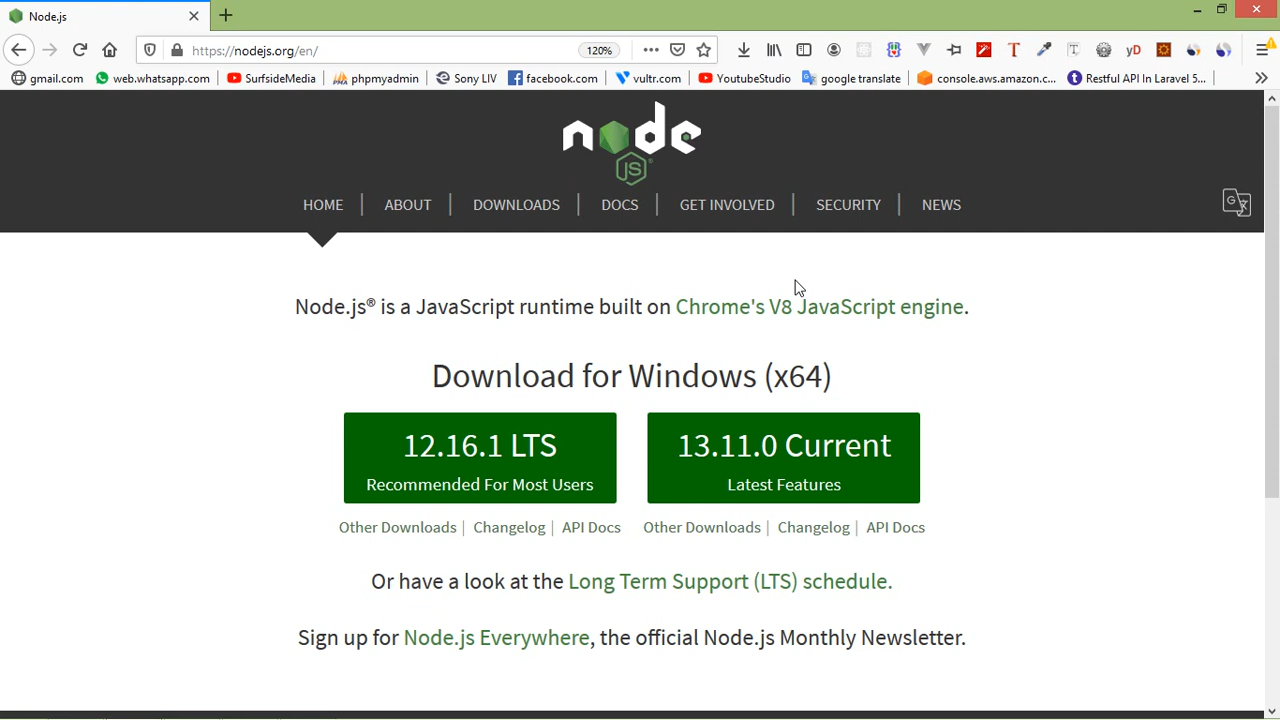 Node.js
https://nodejs.org/en/
120%
T
T
yD
gmail.com
web.whatsapp.com
SurfsideMedia
phpmyadmin
Sony LIV
facebook.com
vultr.com
YoutubeStudio
google translate
console.aws.amazon.c...
Restful API In Laravel 5...
node
JS
HOME
ABOUT
DOWNLOADS
DOCS
GET INVOLVED
SECURITY
NEWS
Node.js® is a JavaScript runtime built on Chrome's V8 JavaScript engine.
Download for Windows (x64)
12.16.1 LTS
Recommended For Most Users
13.11.0 Current
Latest Features
Other Downloads | Changelog | API Docs
Other Downloads | Changelog | API Docs
Or have a look at the Long Term Support (LTS) schedule.
Sign up for Node.js Everywhere, the official Node.js Monthly Newsletter.